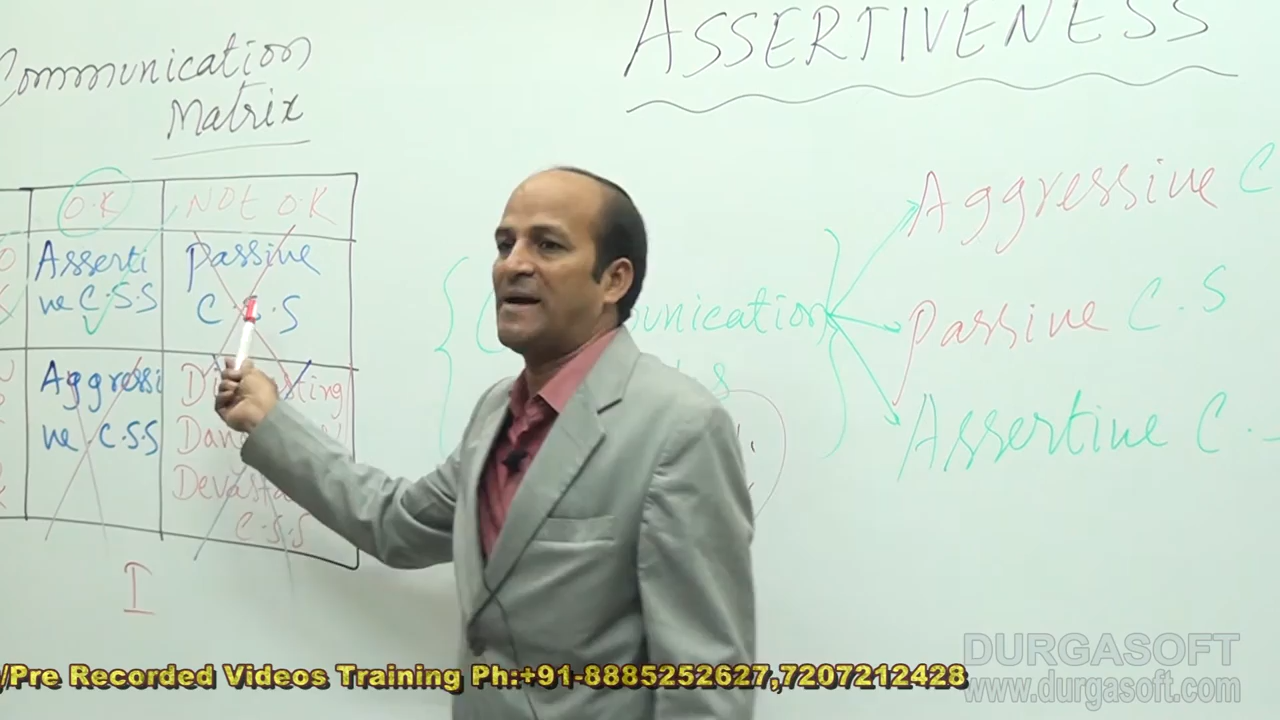 Communication
Matrix
ASSERTIVENESS
O.K
NOT O.K
Asserti
ve C.S.S
Passive
C.S.S
Aggressi
ve C.S.S
Devasta
C.S.S
I
Aggressive C
Passive C.S
Assertive C.
/Pre Recorded Videos Training Ph:+91-8885252627,7207212428
DURGASOFT
www.durgasoft.com